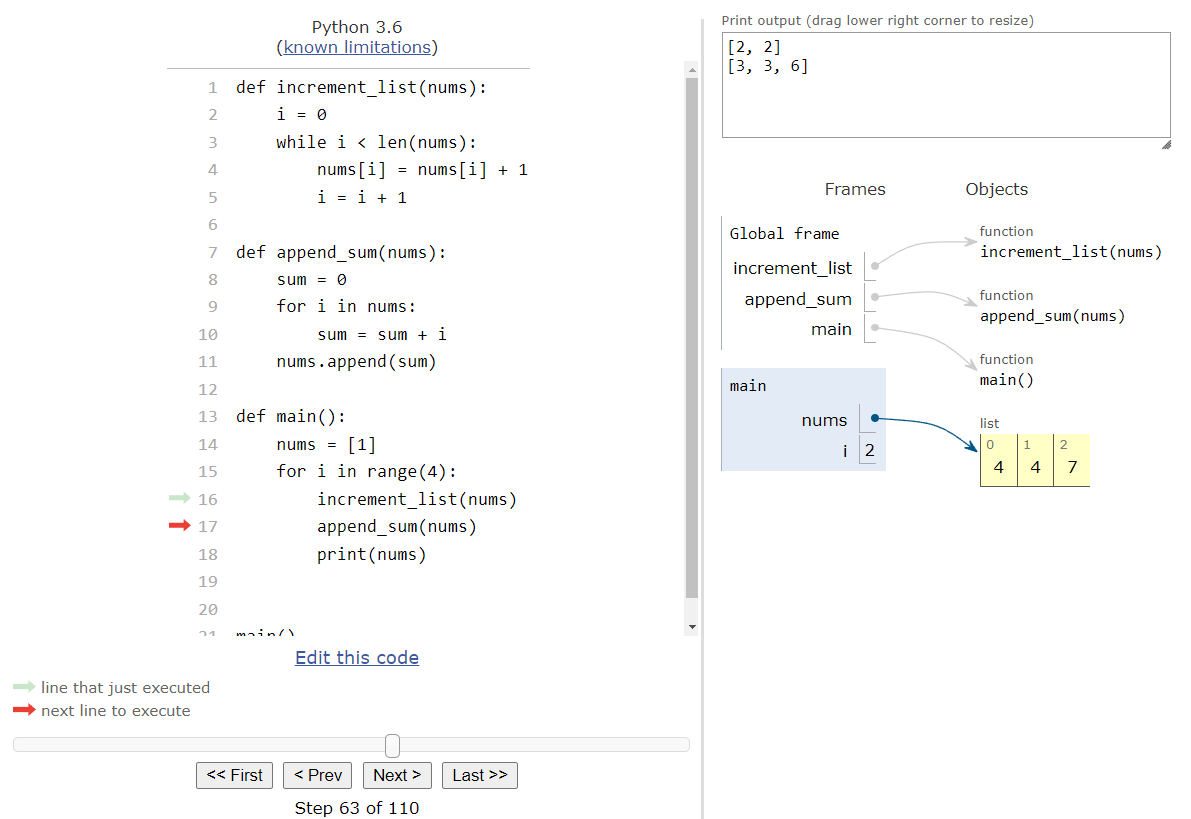 Python 3.6
(known limitations)
1 def increment_list(nums):
2     i = 0
3     while i < len(nums):
4         nums[i] = nums[i] + 1
5         i = i + 1
6
7 def append_sum(nums):
8     sum = 0
9     for i in nums:
10         sum = sum + i
11     nums.append(sum)
12
13 def main():
14     nums = [1]
15     for i in range(4):
16         increment_list(nums)
17         append_sum(nums)
18         print(nums)
19
20
21 main()
Edit this code
line that just executed
next line to execute
<< First < Prev Next > Last >>
Step 63 of 110
Print output (drag lower right corner to resize)
[2, 2]
[3, 3, 6]
Frames Objects
Global frame
increment_list
append_sum
main
function
increment_list(nums)
function
append_sum(nums)
function
main()
main
nums
i 2
list
0 1 2
4 4 7